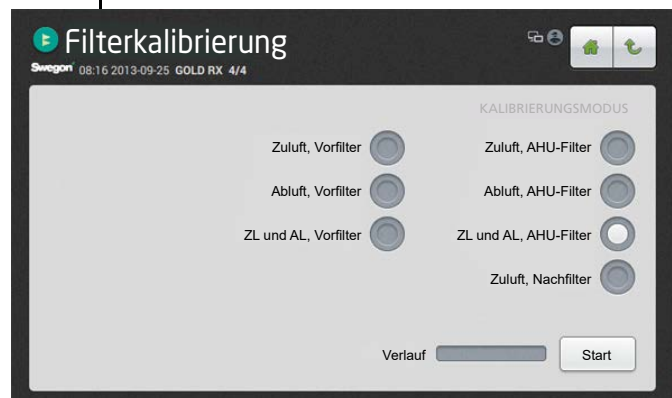 Filterkalibrierung
Swegon 08:16 2013-09-25 GOLD RX 4/4
KALIBRIERUNGSMODUS
Zuluft, Vorfilter Zuluft, AHU-Filter
Abluft, Vorfilter Abluft, AHU-Filter
ZL und AL, Vorfilter ZL und AL, AHU-Filter
Zuluft, Nachfilter
Verlauf Start